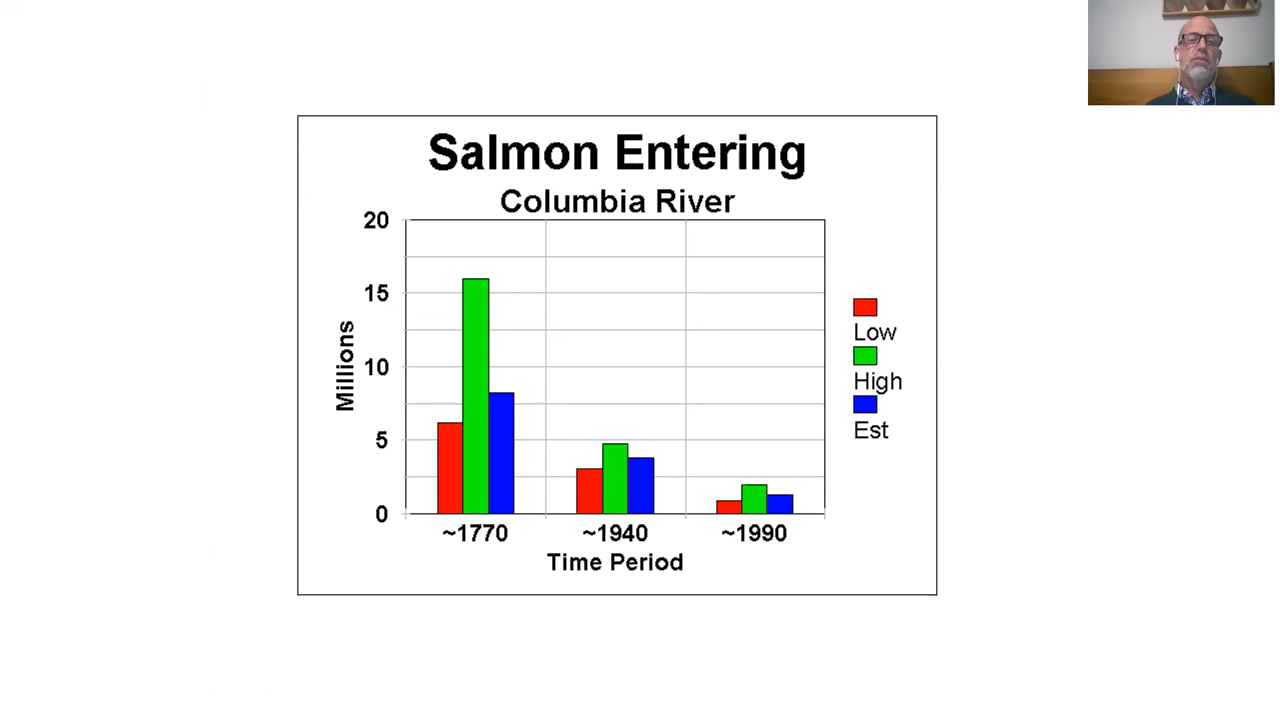 Salmon Entering
Columbia River
20
15
10
5
0
Millions
~1770
~1940
~1990
Time Period
Low
High
Est